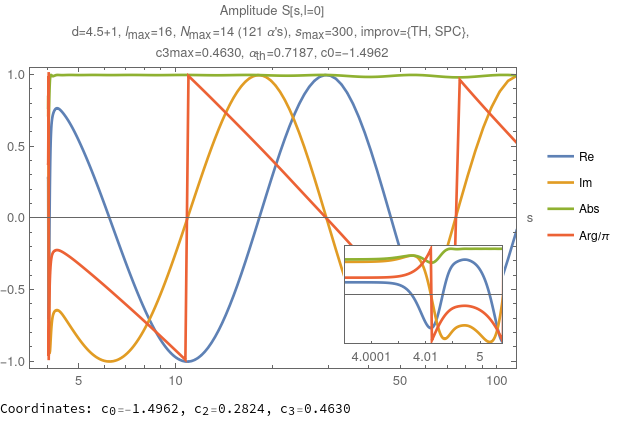 Amplitude S[s,l=0]
d=4.5+1, lmax=16, Nmax=14 (121 α's), smax=300, improv={TH, SPC},
c3max=0.4630, αth=0.7187, c0=−1.4962
1.0
0.5
0.0
−0.5
−1.0
s
Re
Im
Abs
Arg/π
4.0001 4.01 5
5 10 50 100
Coordinates: c0=-1.4962, c2=0.2824, c3=0.4630